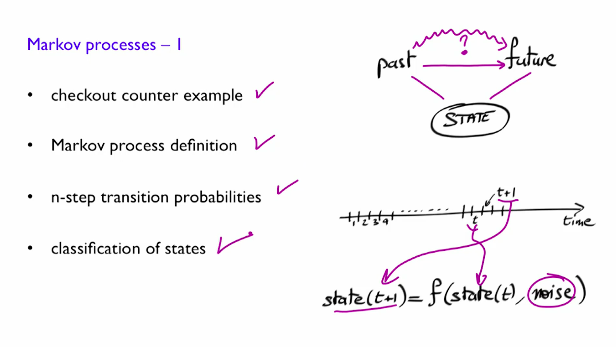 Markov processes – 1
• checkout counter example
• Markov process definition
• n-step transition probabilities
• classification of states
?
past future
STATE
t+1
1 2 3 4 ....... t
time
state(t+1) = f(state(t), noise)